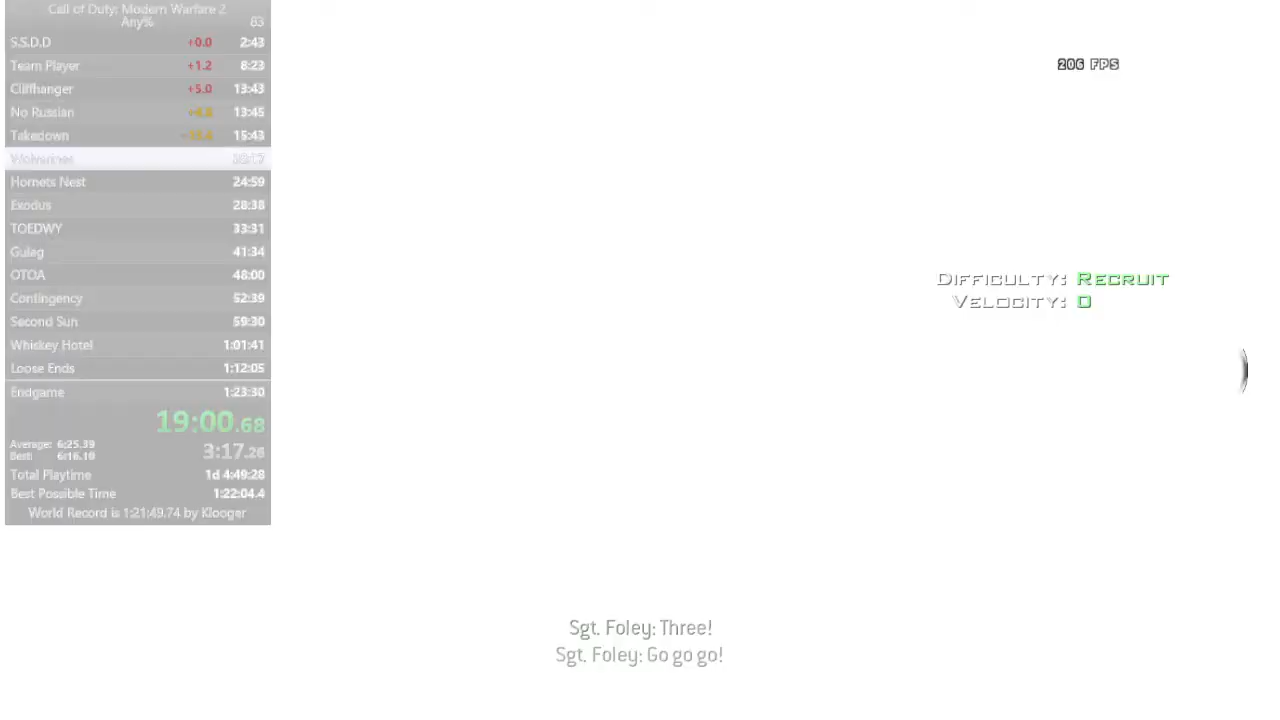 Call of Duty: Modern Warfare 2
Any% 83
S.S.D.D +0.0 2:43
Team Player +1.2 8:23
Cliffhanger +5.0 13:43
No Russian 13:45
Takedown 15:43
Wolverines
Hornets Nest 24:59
Exodus 28:38
TOEDWY 33:31
Gulag 41:34
OTOA 48:00
Contingency 52:39
Second Sun 59:30
Whiskey Hotel 1:01:41
Loose Ends 1:12:05
Endgame 1:23:30
19:00.68
Average: 6:25.39
Best: 6:16.10
3:17.26
Total Playtime 1d 4:49:28
Best Possible Time 1:22:04.4
World Record is 1:21:49.74 by Klooger
206 FPS
Difficulty: Recruit
Velocity: 0
Sgt. Foley: Three!
Sgt. Foley: Go go go!